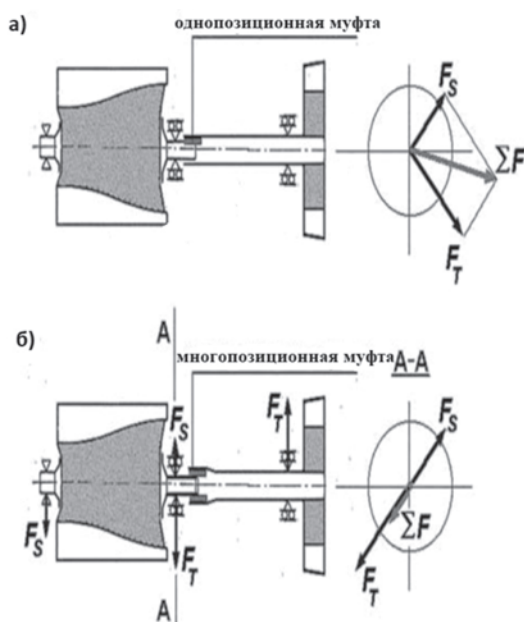 а)
однопозиционная муфта
F_S
ΣF
F_T
б)
A
многопозиционная муфта
A-A
F_S
F_T
F_S
F_S
F_T
ΣF
F_T
A